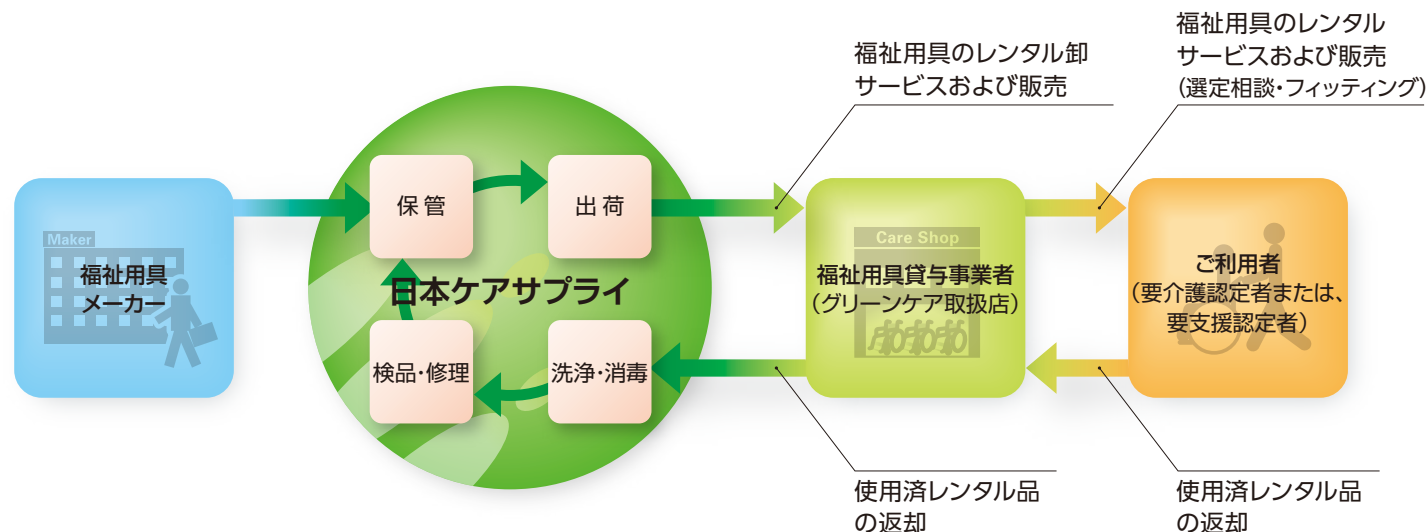 福祉用具のレンタル卸
サービスおよび販売
福祉用具のレンタル
サービスおよび販売
（選定相談・フィッティング）
Maker
福祉用具
メーカー
保管
出荷
日本ケアサプライ
検品・修理
洗浄・消毒
Care Shop
福祉用具貸与事業者
（グリーンケア取扱店）
ご利用者
（要介護認定者または、
要支援認定者）
使用済レンタル品
の返却
使用済レンタル品
の返却